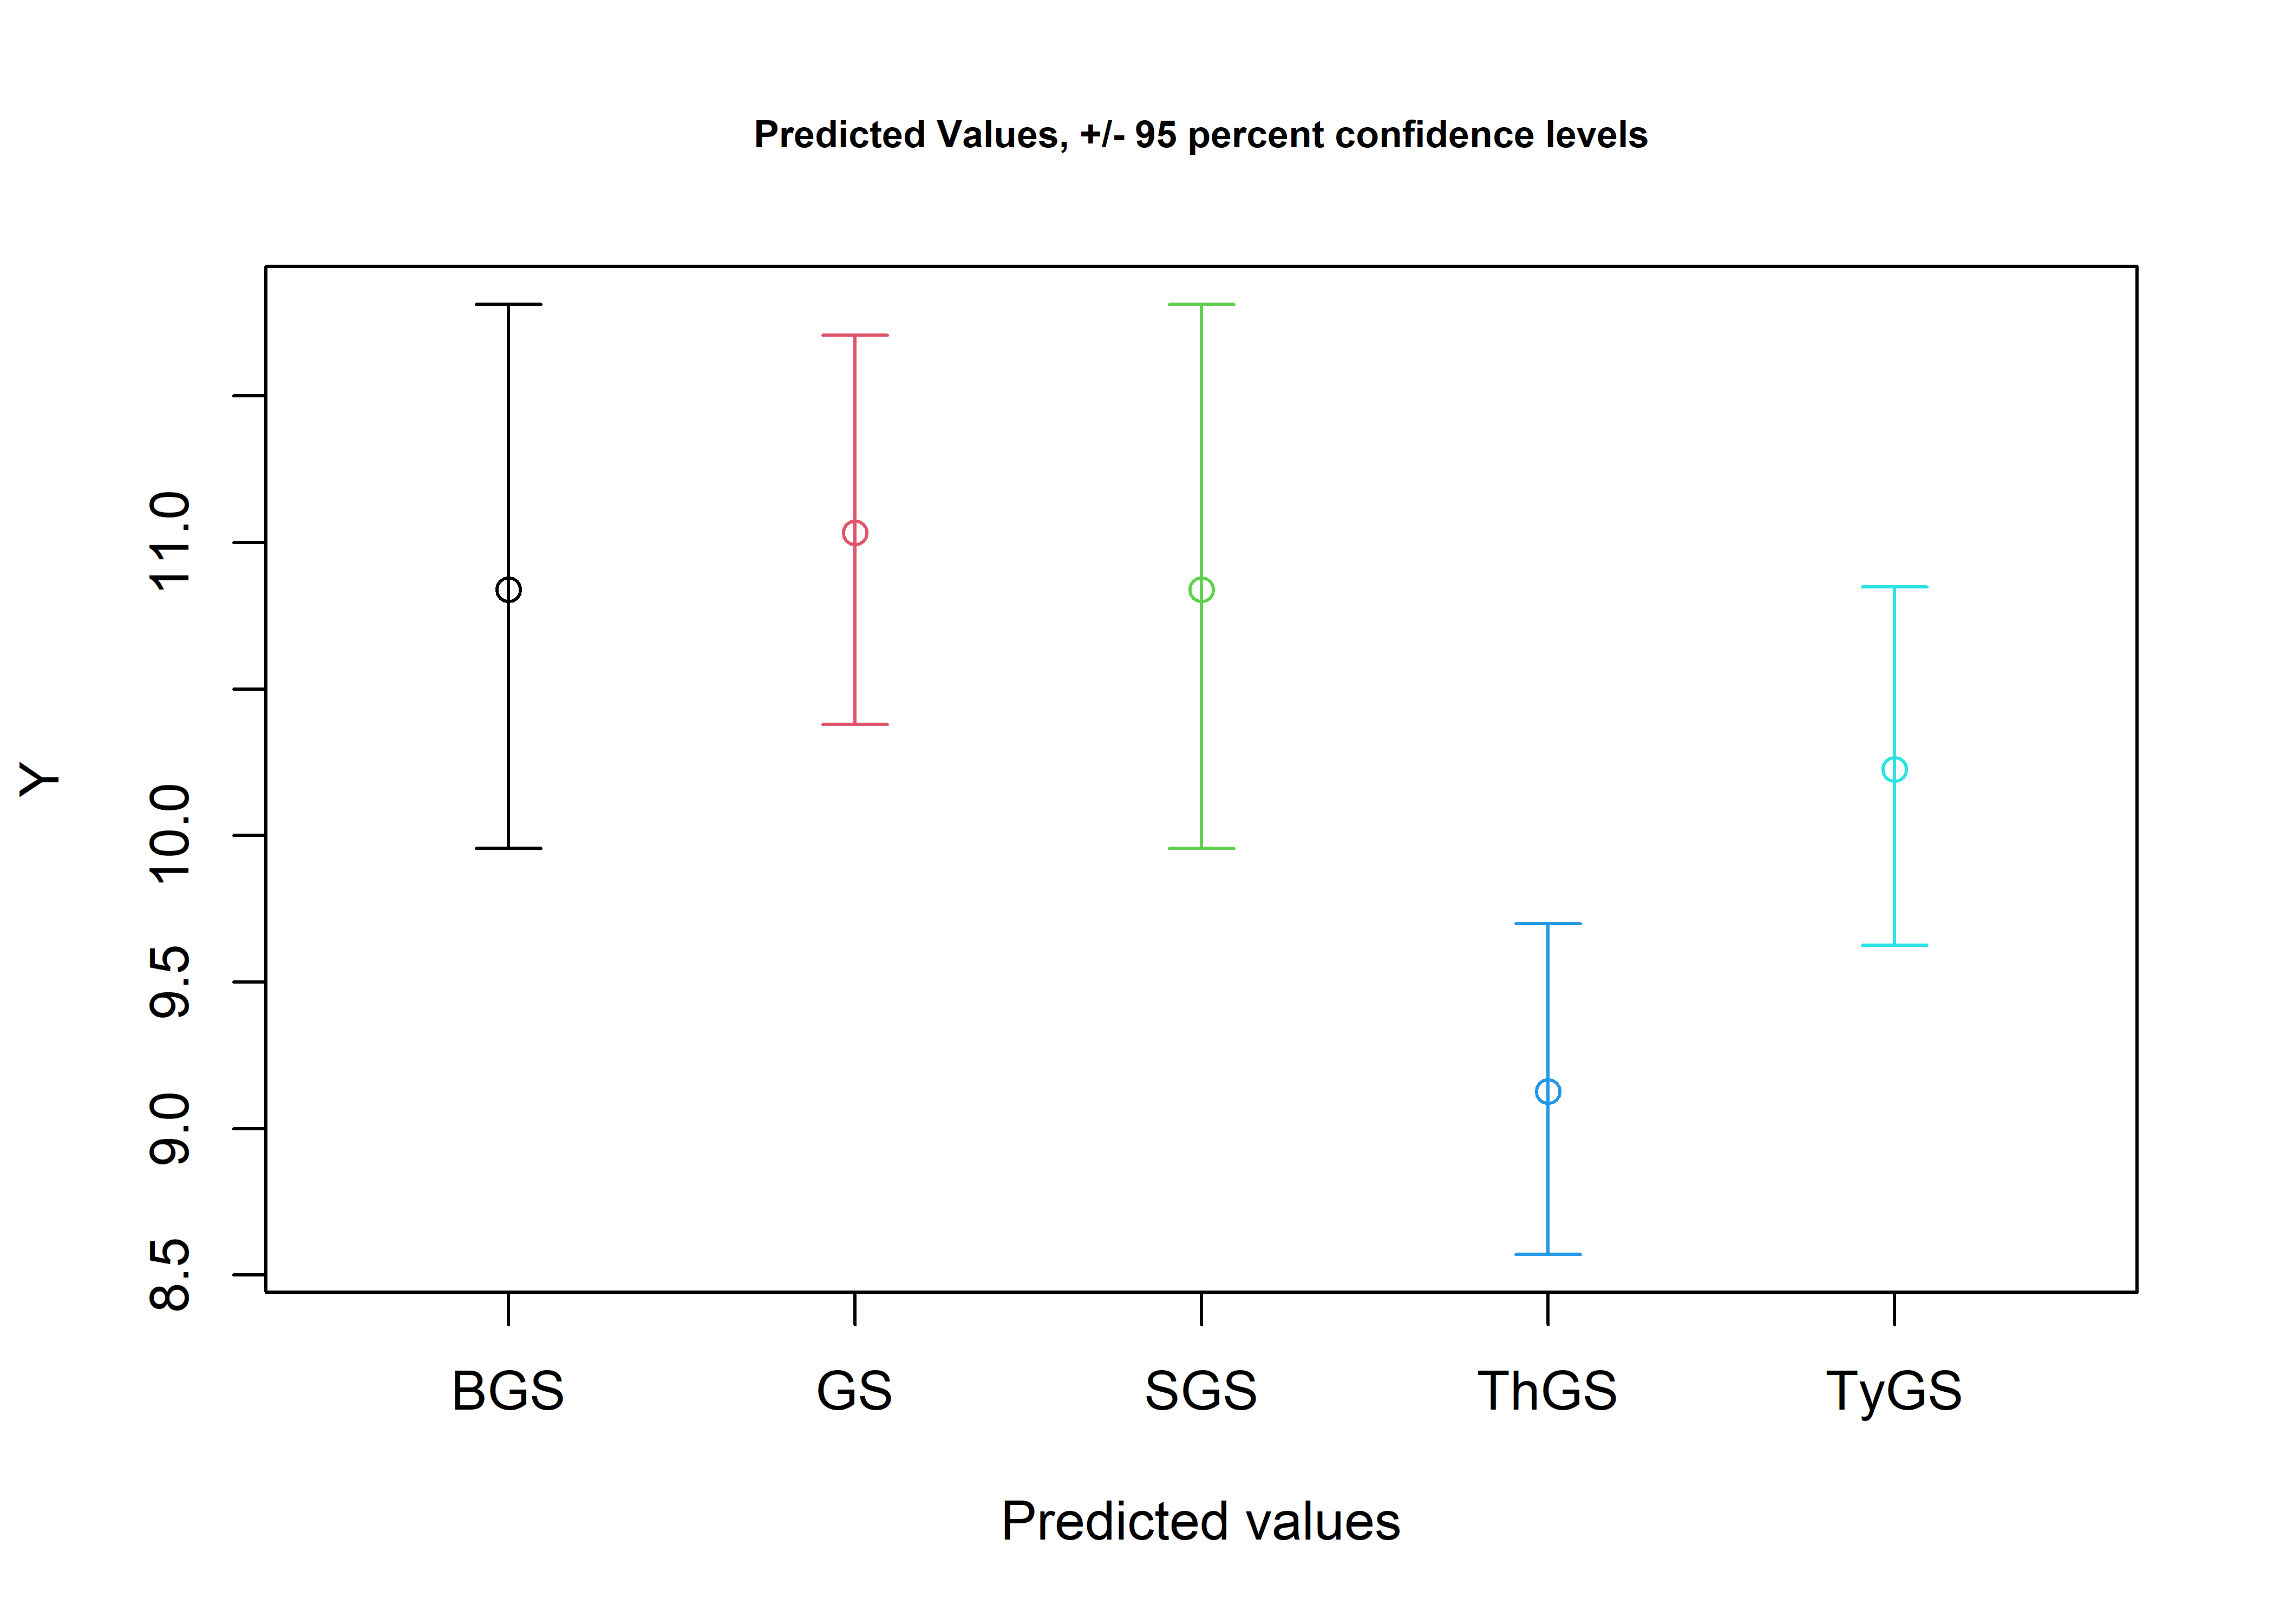 Predicted Values, +/- 95 percent confidence levels
Y
11.0
10.0
9.5
9.0
8.5
BGS GS SGS ThGS TyGS
Predicted values